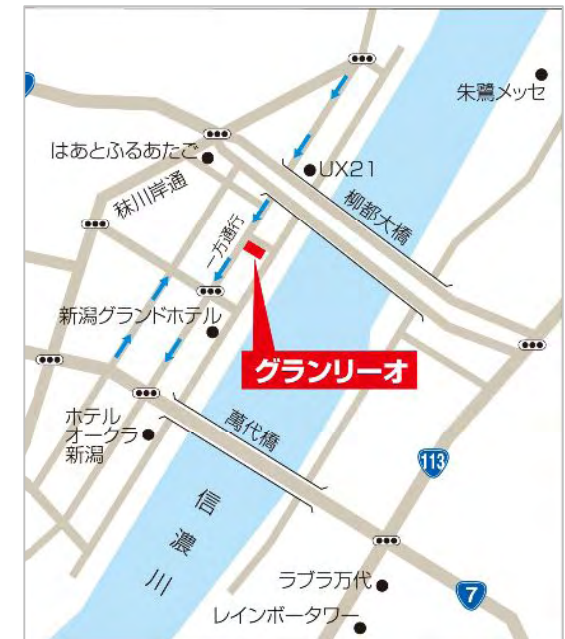 朱鷺メッセ
はあとふるあたご
UX21
秣川岸通
柳都大橋
一方通行
新潟グランドホテル
グランリーオ
ホテル
オークラ
新潟
萬代橋
113
信濃川
ラブラ万代
7
レインボータワー